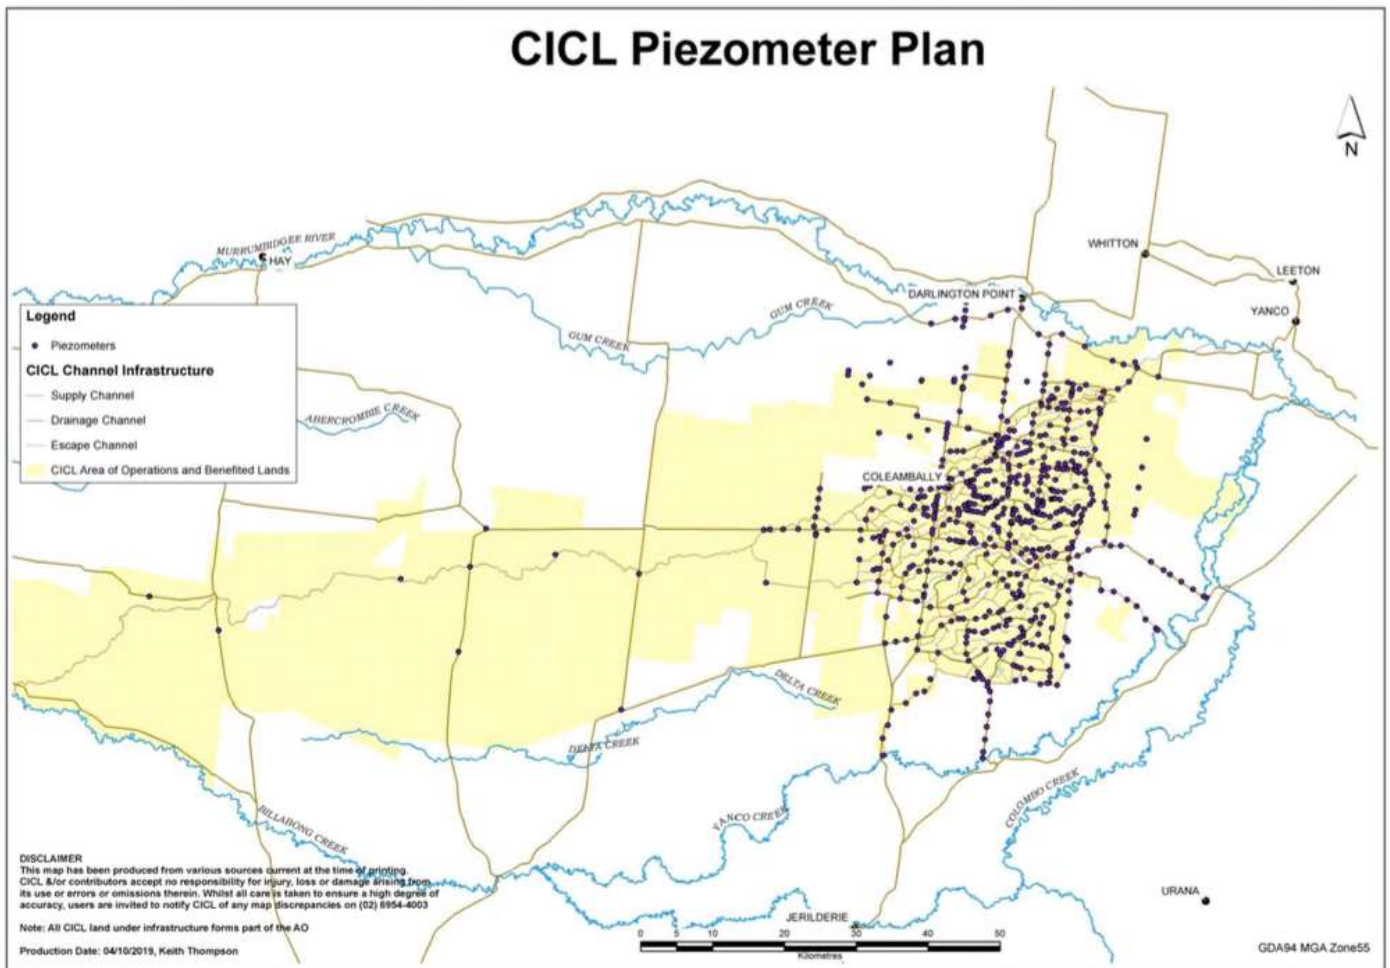 CICL Piezometer Plan
N
WHITTON
LEETON
MURRUMBIDGEE RIVER
HAY
DARLINGTON POINT
YANCO
GUM CREEK
GUM CREEK
Legend
Piezometers
CICL Channel Infrastructure
Supply Channel
Drainage Channel
Escape Channel
CICL Area of Operations and Benefited Lands
ABERCROMBIE CREEK
COLEAMBALLY
DELTA CREEK
DELTA CREEK
COLOMBO CREEK
YANCO CREEK
BILLABONG CREEK
DISCLAIMER
This map has been produced from various sources current at the time of printing.
CICL &/or contributors accept no responsibility for injury, loss or damage arising from
its use or errors or omissions therein. Whilst all care is taken to ensure a high degree of
accuracy, users are invited to notify CICL of any map discrepancies on (02) 6954-4003
Note: All CICL land under infrastructure forms part of the AO
Production Date: 04/10/2019, Keith Thompson
URANA
JERILDERIE
0 5 10 20 30 40 50
Kilometres
GDA94 MGA Zone55